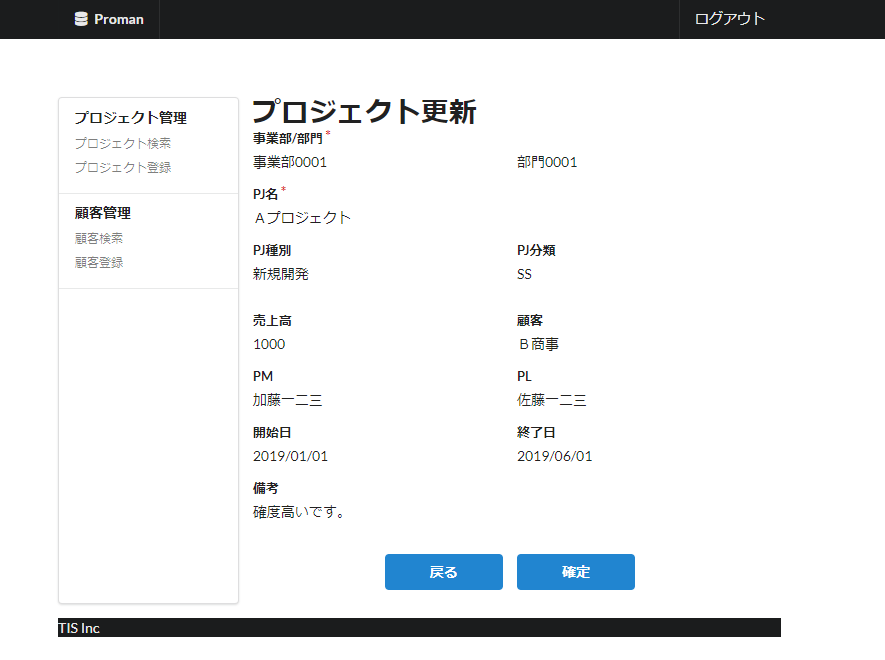 Proman
ログアウト
プロジェクト管理
プロジェクト検索
プロジェクト登録
顧客管理
顧客検索
顧客登録
プロジェクト更新
事業部/部門*
事業部0001 部門0001
PJ名*
Ａプロジェクト
PJ種別 PJ分類
新規開発 SS
売上高 顧客
1000 Ｂ商事
PM PL
加藤一二三 佐藤一二三
開始日 終了日
2019/01/01 2019/06/01
備考
確度高いです。
戻る 確定
TIS Inc